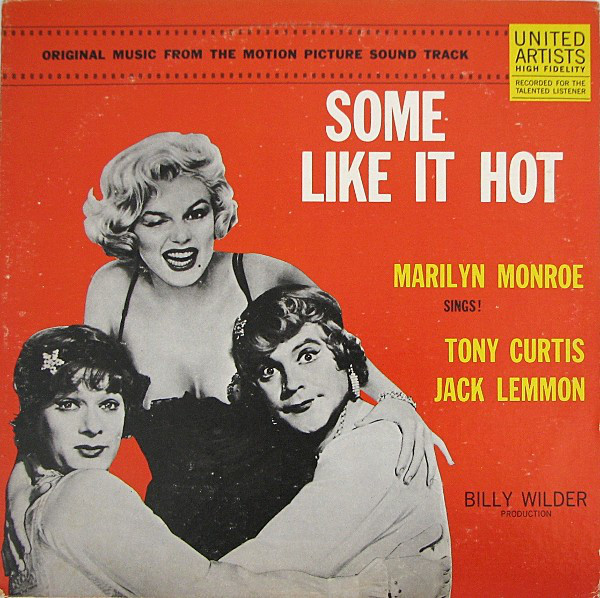 ORIGINAL MUSIC FROM THE MOTION PICTURE SOUND TRACK
UNITED
ARTISTS
HIGH FIDELITY
RECORDED FOR THE
TALENTED LISTENER
SOME
LIKE IT HOT
MARILYN MONROE
SINGS!
TONY CURTIS
JACK LEMMON
BILLY WILDER
PRODUCTION